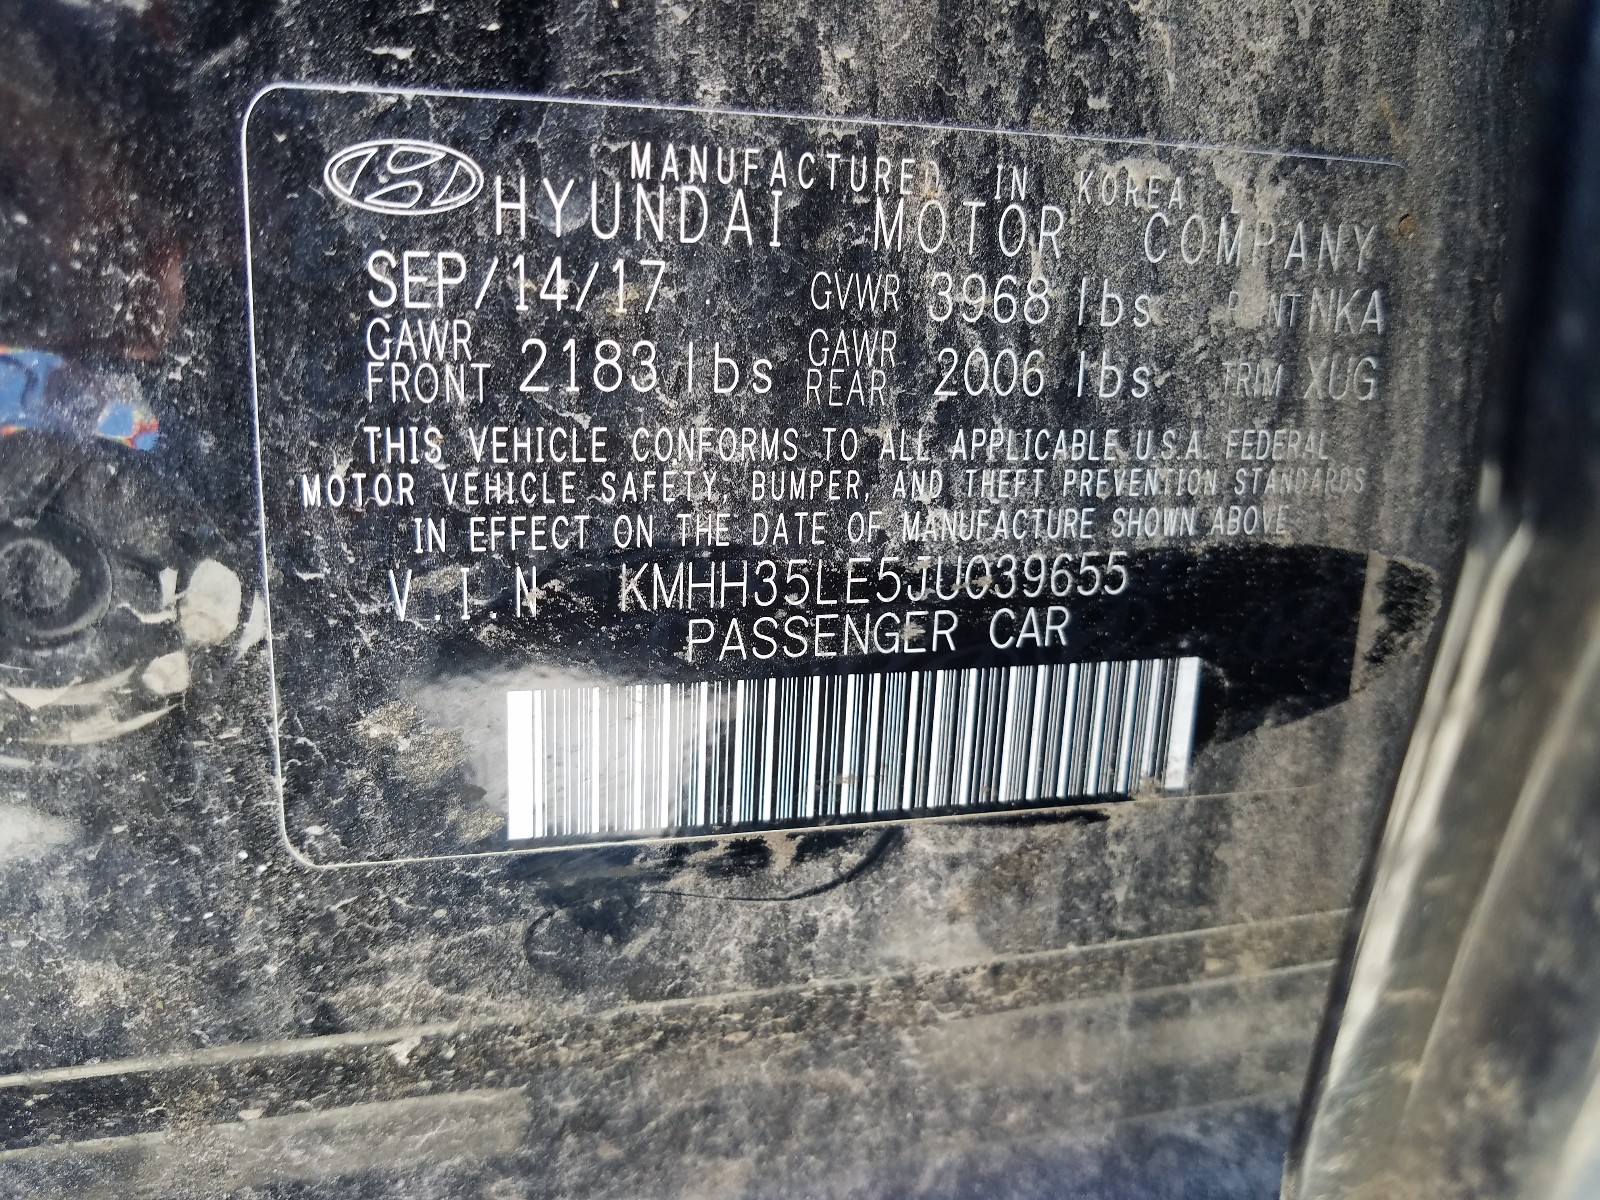 MANUFACTURED IN KOREA
HYUNDAI MOTOR COMPANY
SEP/14/17 GVWR 3968 lbs PAINT NKA
GAWR FRONT 2183 lbs GAWR REAR 2006 lbs TRIM XUG
THIS VEHICLE CONFORMS TO ALL APPLICABLE U.S.A. FEDERAL
MOTOR VEHICLE SAFETY, BUMPER, AND THEFT PREVENTION STANDARDS
IN EFFECT ON THE DATE OF MANUFACTURE SHOWN ABOVE
V.I.N KMHH35LE5JU039655
PASSENGER CAR